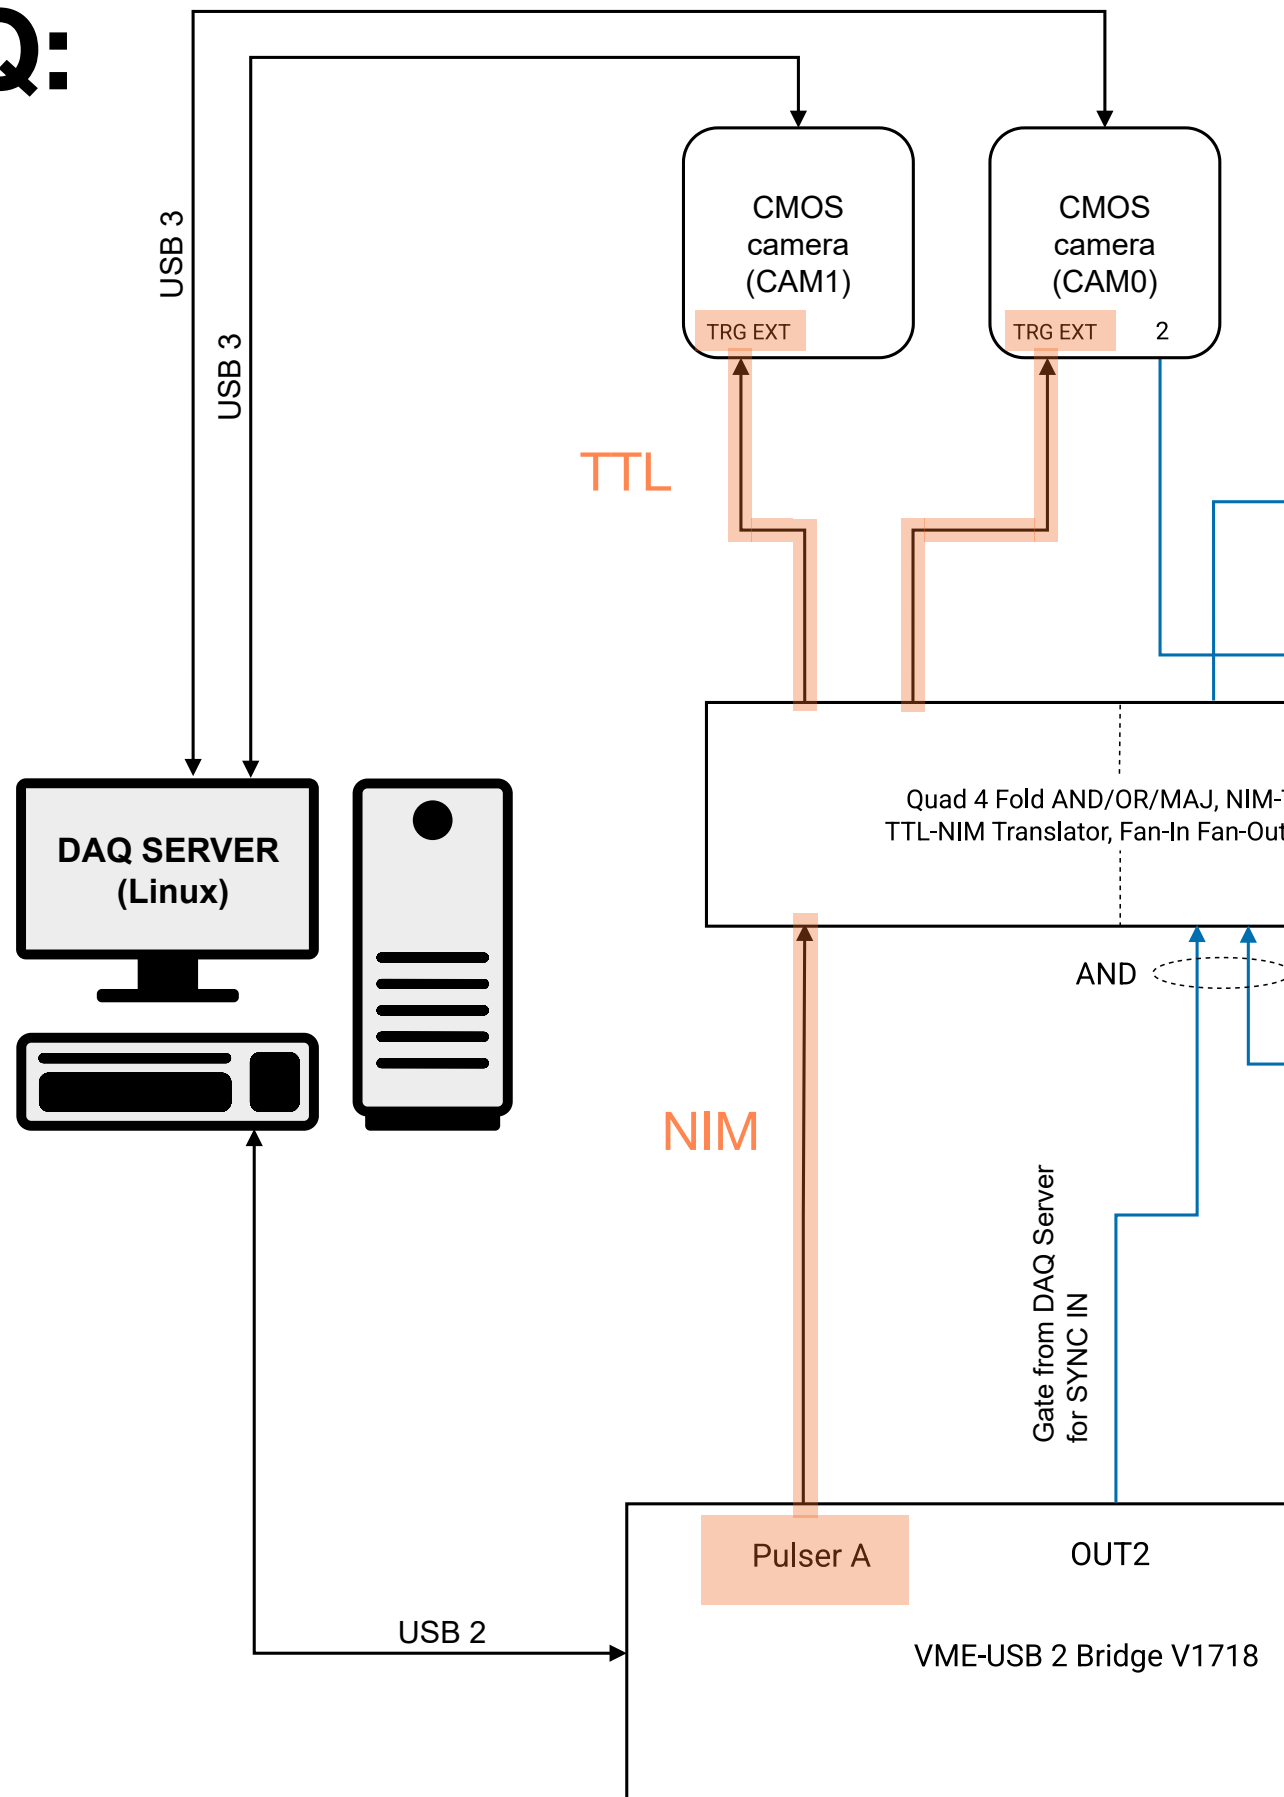 Q:
USB 3
USB 3
CMOS
camera
(CAM1)
TRG EXT
CMOS
camera
(CAM0)
TRG EXT
2
TTL
DAQ SERVER
(Linux)
Quad 4 Fold AND/OR/MAJ, NIM-
TTL-NIM Translator, Fan-In Fan-Out
AND
NIM
Gate from DAQ Server
for SYNC IN
Pulser A
OUT2
USB 2
VME-USB 2 Bridge V1718